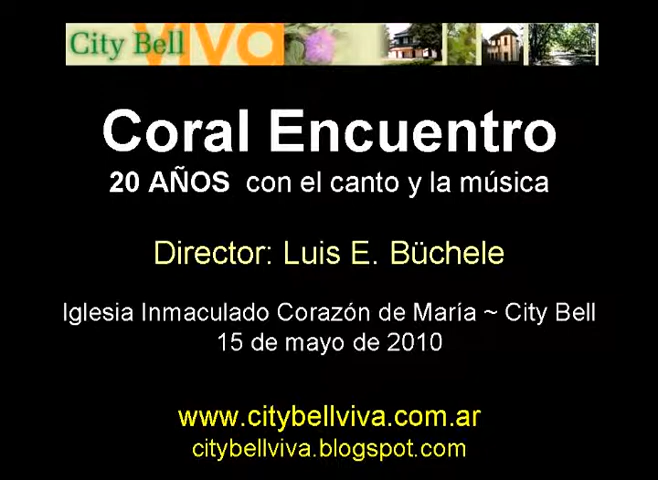 City Bell viva
Coral Encuentro
20 AÑOS con el canto y la música
Director: Luis E. Büchele
Iglesia Inmaculado Corazón de María ~ City Bell
15 de mayo de 2010
www.citybellviva.com.ar
citybellviva.blogspot.com